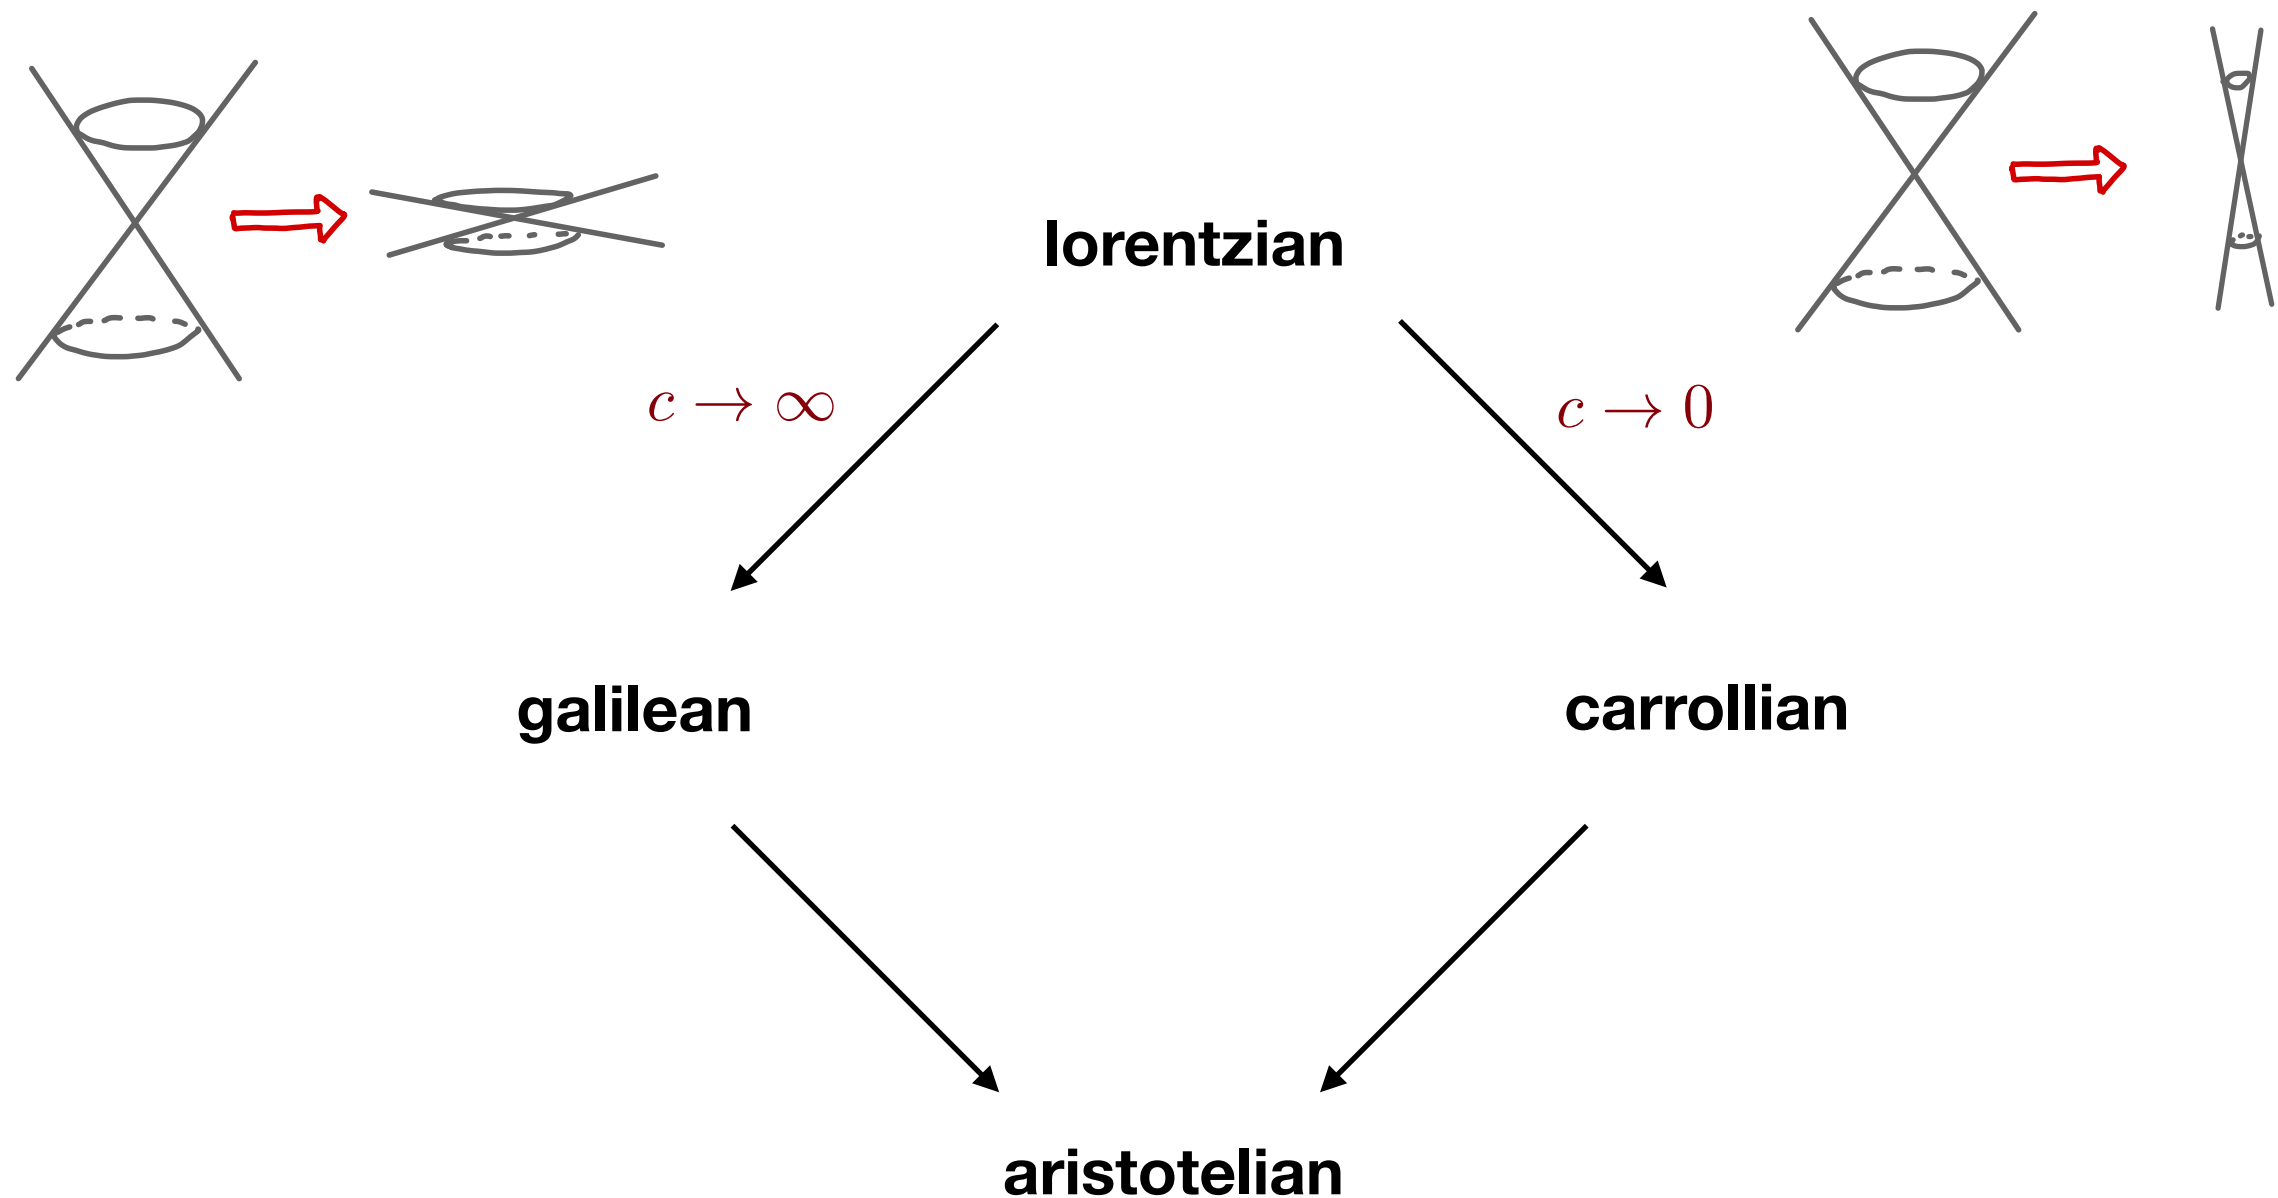 lorentzian
c → ∞
c → 0
galilean
carrollian
aristotelian